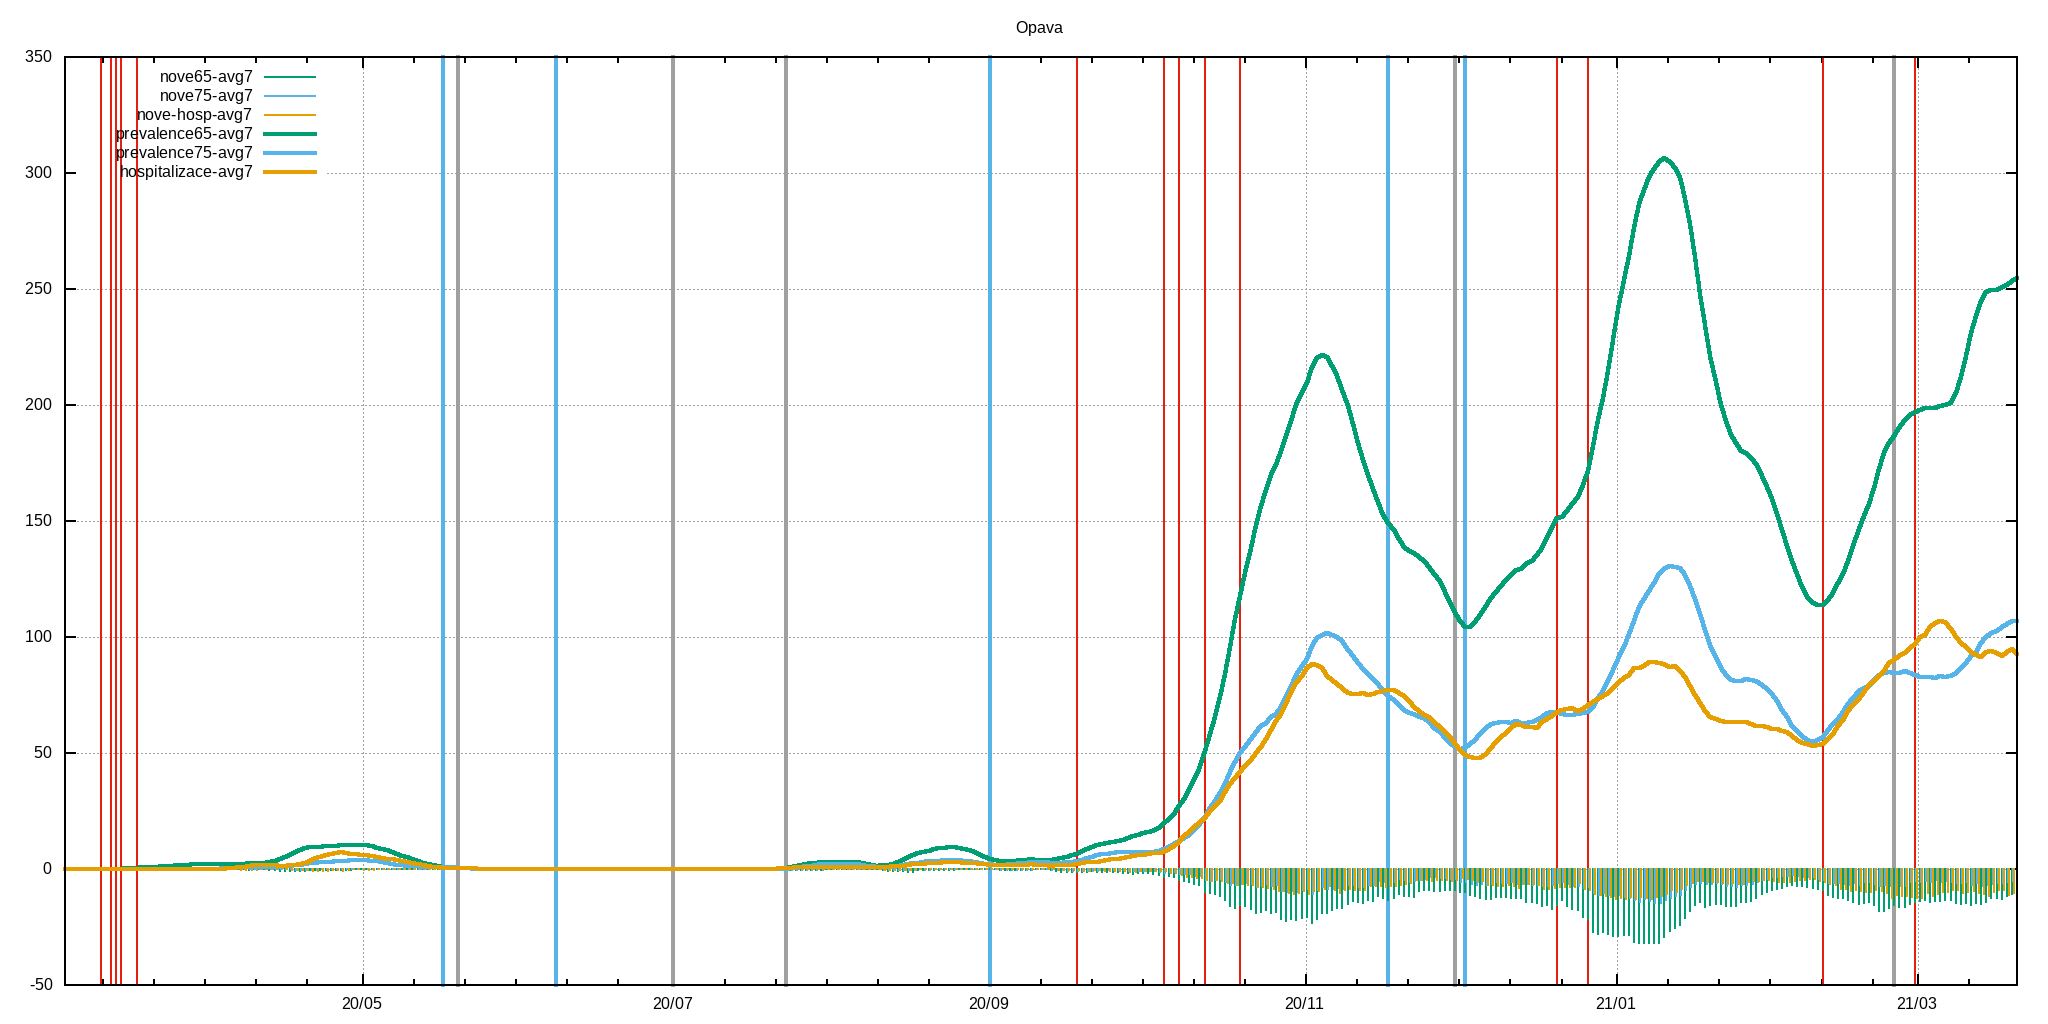 Opava
350
300
250
200
150
100
50
0
-50
nove65-avg7
nove75-avg7
nove-hosp-avg7
prevalence65-avg7
prevalence75-avg7
hospitalizace-avg7
20/05
20/07
20/09
20/11
21/01
21/03